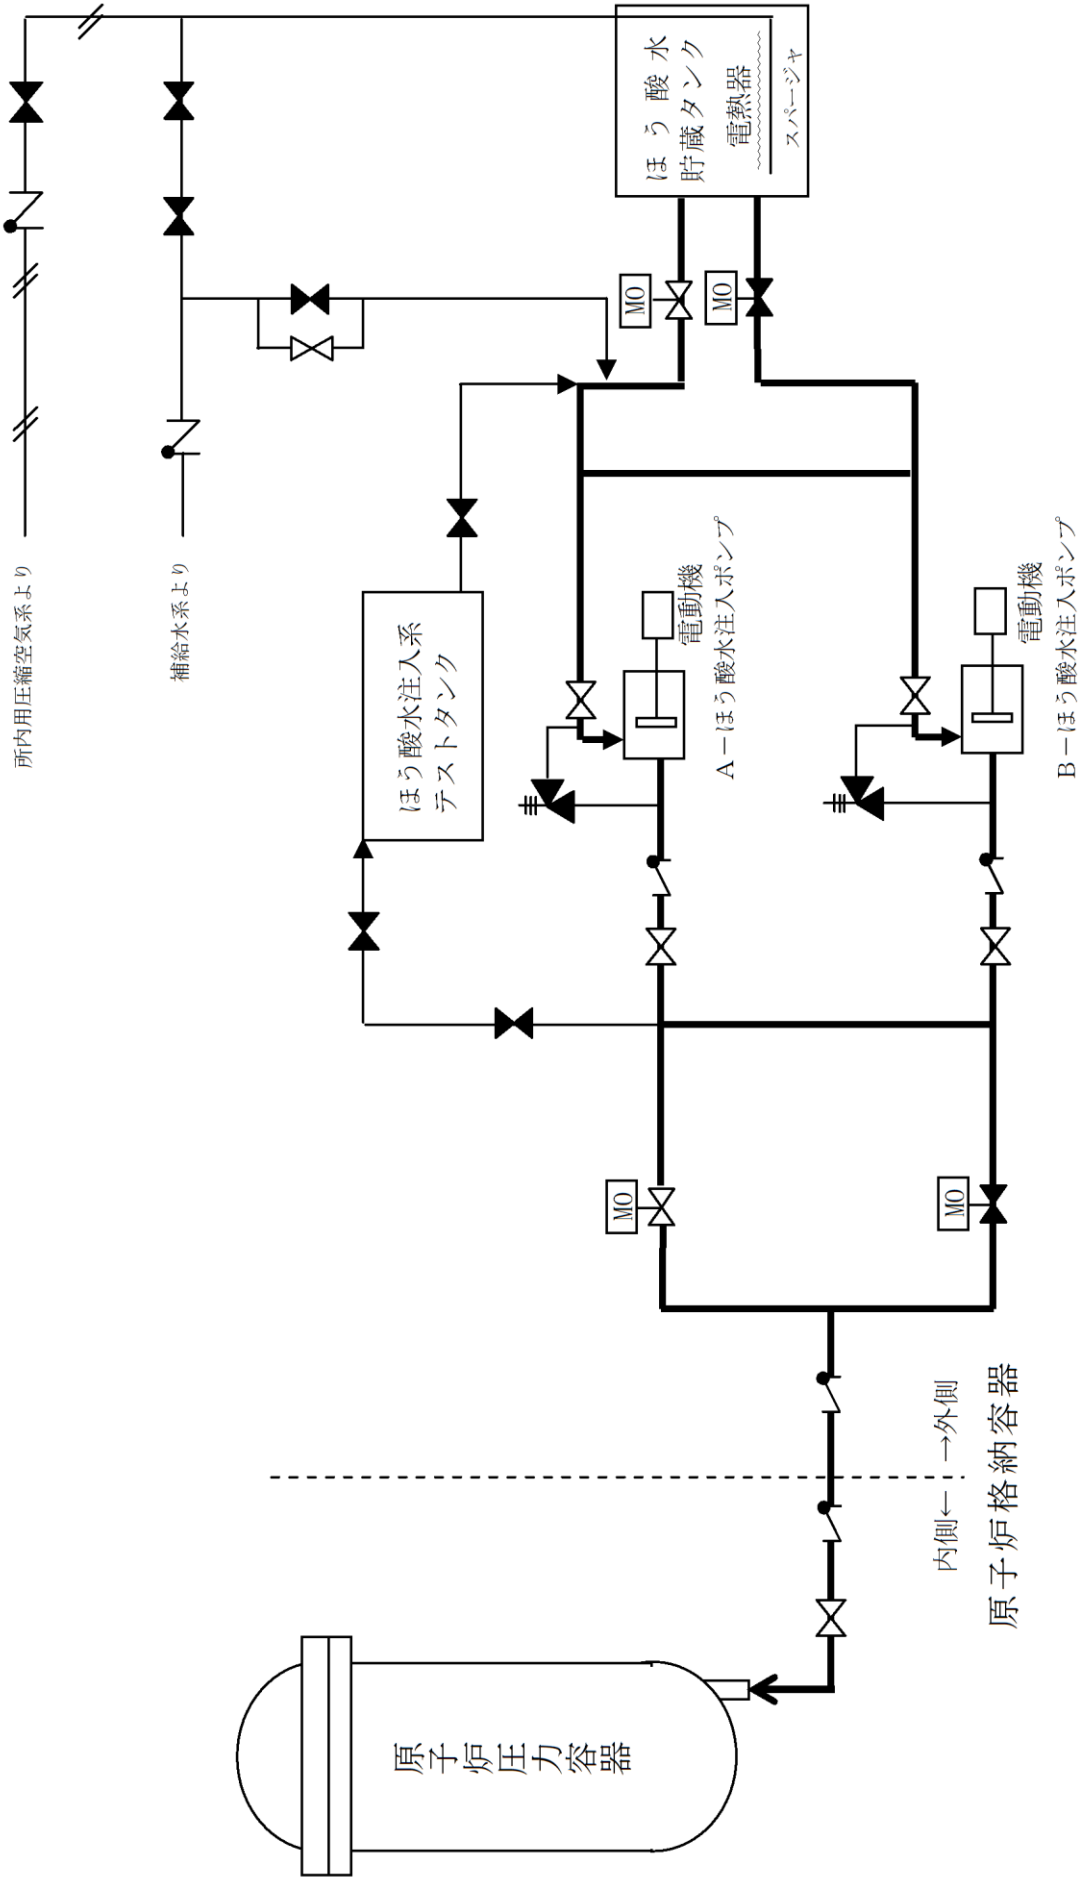 所内用圧縮空気系より
補給水系より
ほう酸水
貯蔵タンク
電熱器
スパージャ
MO
MO
ほう酸水注入系
テストタンク
電動機
A－ほう酸水注入ポンプ
電動機
B－ほう酸水注入ポンプ
MO
MO
内側← →外側
原子炉格納容器
原子炉圧力容器